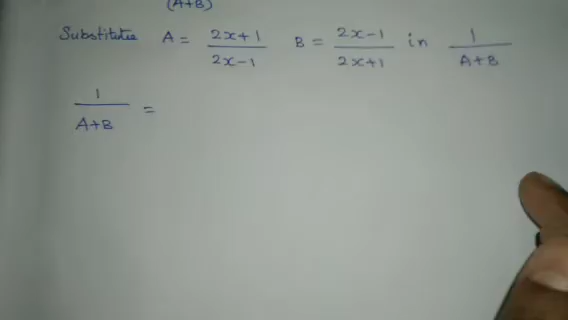 (A+B)
Substitute A = 2x+1/2x-1 B = 2x-1/2x+1 in 1/A+B
1/A+B =